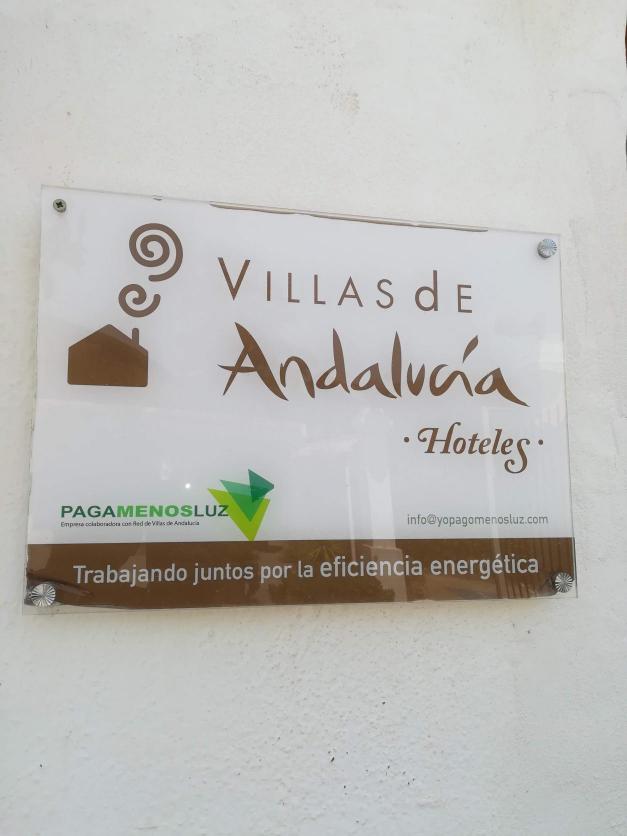 VILLAS dE
Andalucía
·Hoteles·
PAGAMENOSLUZ
Empresa colaboradora con Red de Villas de Andalucía
info@yopagomenosluz.com
Trabajando juntos por la eficiencia energética